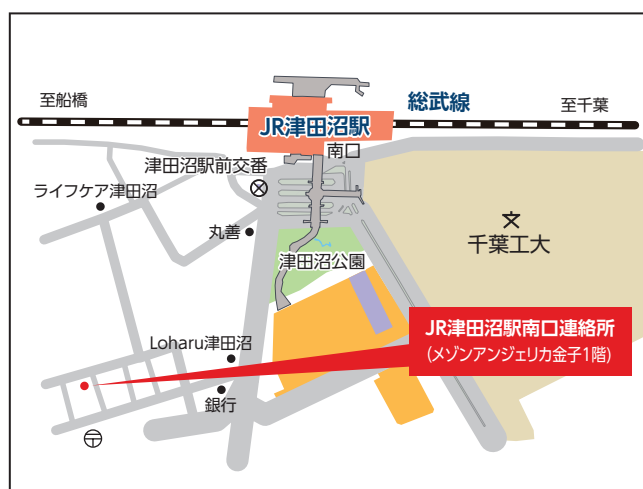 至船橋
総武線
至千葉
JR津田沼駅
南口
津田沼駅前交番
ライフケア津田沼
丸善
千葉工大
津田沼公園
JR津田沼駅南口連絡所
(メゾンアンジェリカ金子1階)
Loharu津田沼
銀行